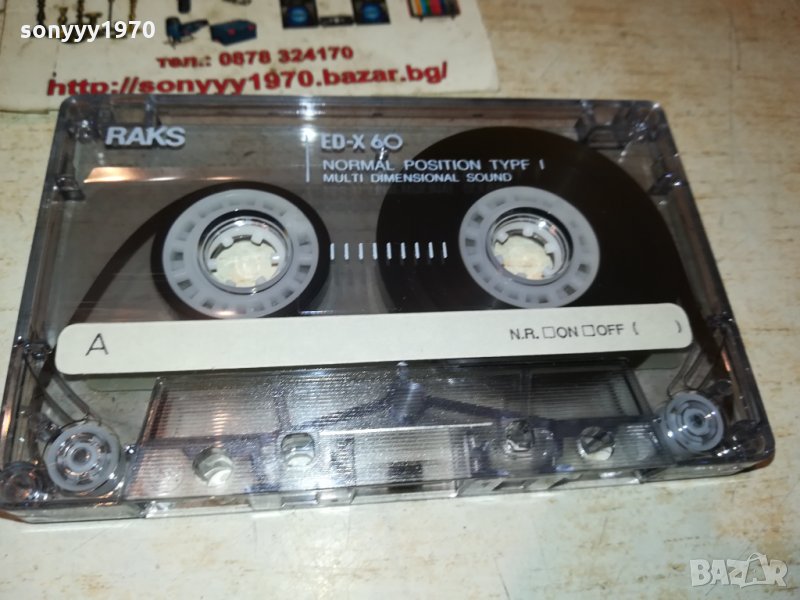 sonyyy1970
тел.: 0878 324170
http://sonyyy1970.bazar.bg/
RAKS
ED-X 60
NORMAL POSITION TYPE I
MULTI DIMENSIONAL SOUND
A
N.R. □ON □OFF ( )
BAZAR